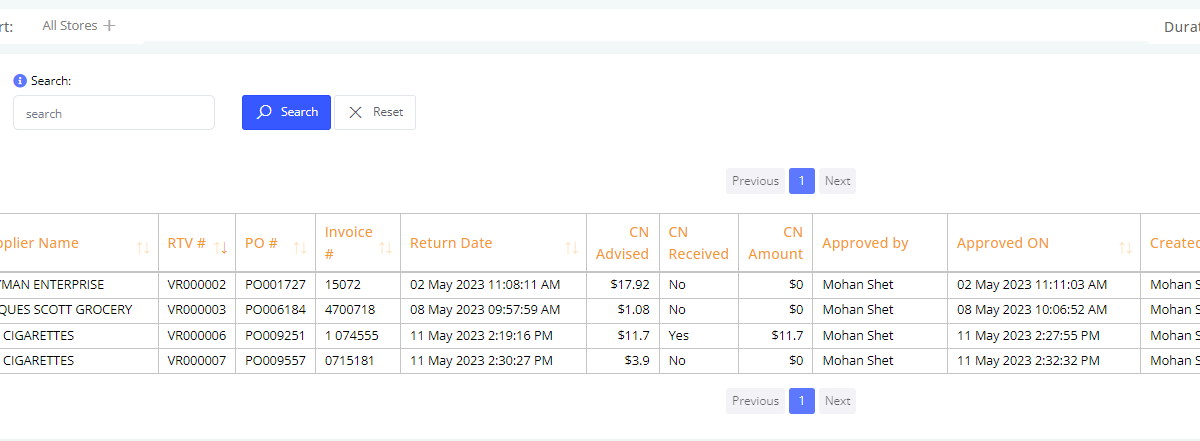 rt: All Stores Durat
Search:
search Search Reset
Previous 1 Next
pplier Name RTV # PO # Invoice # Return Date CN Advised CN Received CN Amount Approved by Approved ON Created
YMAN ENTERPRISE VR000002 PO001727 15072 02 May 2023 11:08:11 AM $17.92 No $0 Mohan Shet 02 May 2023 11:11:03 AM Mohan S
QUES SCOTT GROCERY VR000003 PO006184 4700718 08 May 2023 09:57:59 AM $1.08 No $0 Mohan Shet 08 May 2023 10:06:52 AM Mohan S
CIGARETTES VR000006 PO009251 1 074555 11 May 2023 2:19:16 PM $11.7 Yes $11.7 Mohan Shet 11 May 2023 2:27:55 PM Mohan S
CIGARETTES VR000007 PO009557 0715181 11 May 2023 2:30:27 PM $3.9 No $0 Mohan Shet 11 May 2023 2:32:32 PM Mohan S
Previous 1 Next